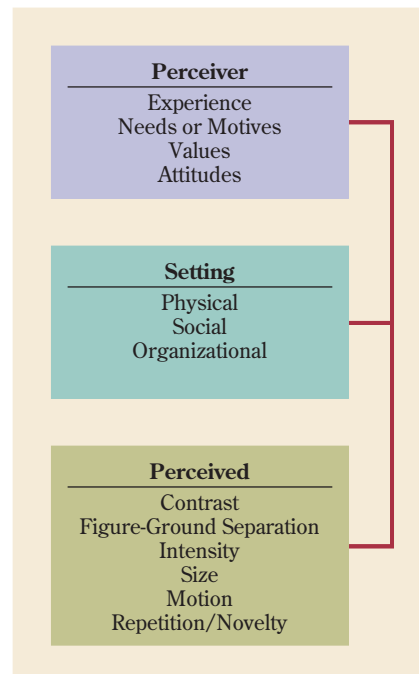 Perceiver
Experience
Needs or Motives
Values
Attitudes
Setting
Physical
Social
Organizational
Perceived
Contrast
Figure-Ground Separation
Intensity
Size
Motion
Repetition/Novelty